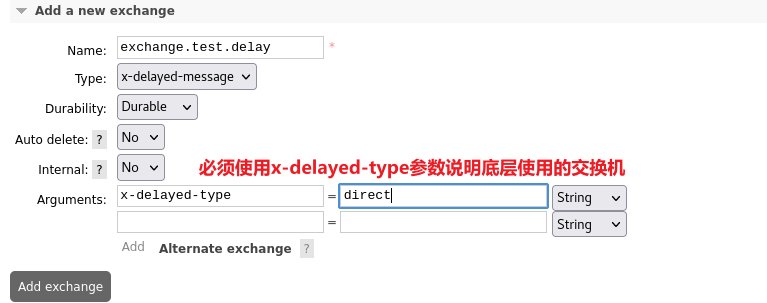 Add a new exchange
Name: exchange.test.delay *
Type: x-delayed-message
Durability: Durable
Auto delete: ? No
Internal: ? No
必须使用x-delayed-type参数说明底层使用的交换机
Arguments: x-delayed-type = direct String
= String
Add Alternate exchange ?
Add exchange